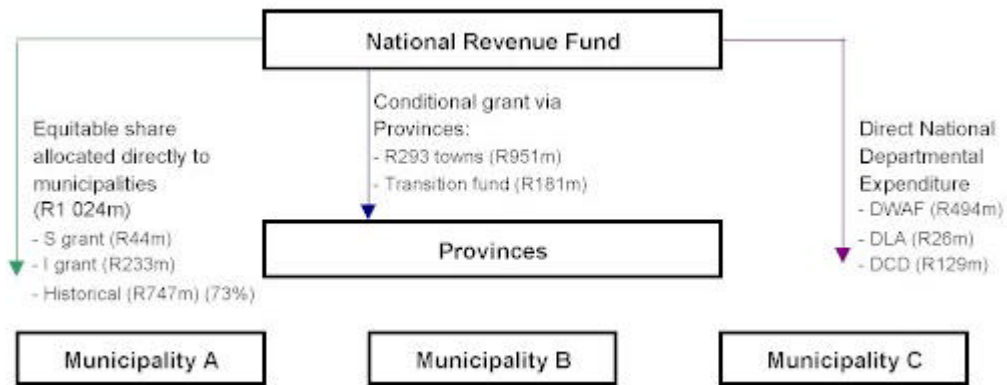 National Revenue Fund
Equitable share
allocated directly to
municipalities
(R1 024m)
- S grant (R44m)
- I grant (R233m)
- Historical (R747m) (73%)
Conditional grant via
Provinces:
- R293 towns (R951m)
- Transition fund (R181m)
Direct National
Departmental
Expenditure
- DWAF (R494m)
- DLA (R26m)
- DCD (R129m)
Provinces
Municipality A
Municipality B
Municipality C